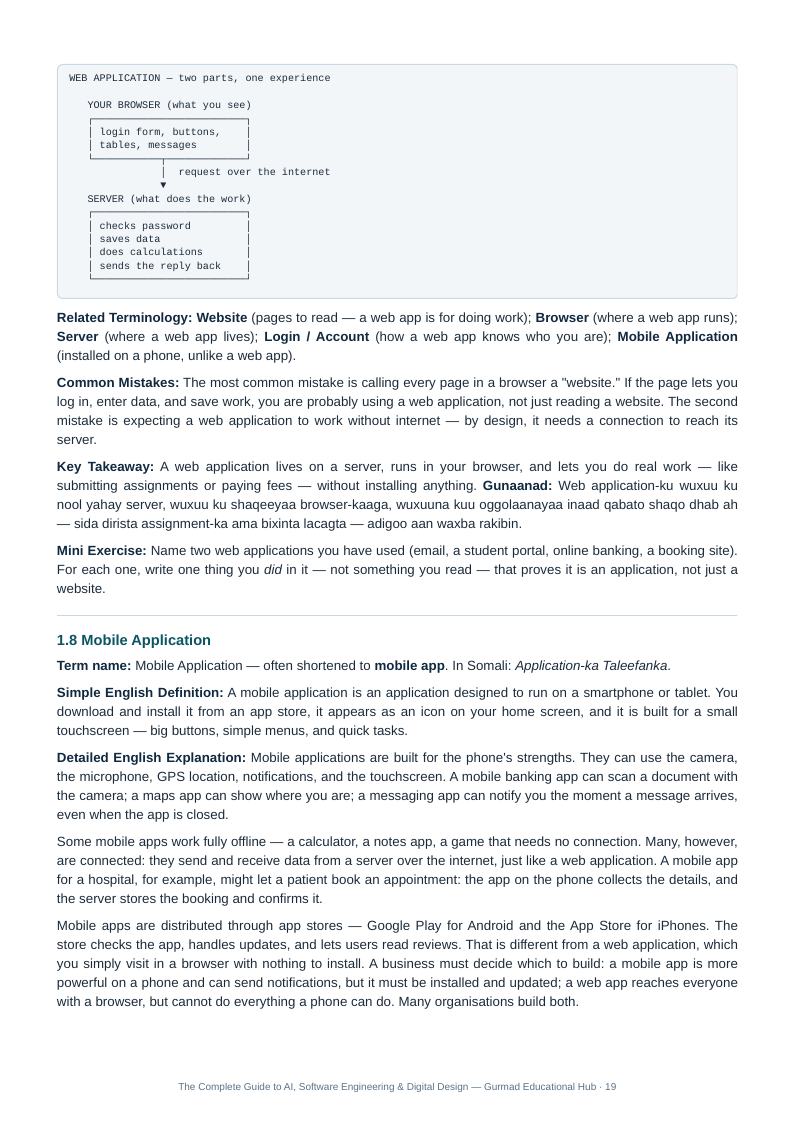 WEB APPLICATION — two parts, one experience
YOUR BROWSER (what you see)
login form, buttons,
tables, messages
request over the internet
SERVER (what does the work)
checks password
saves data
does calculations
sends the reply back
Related Terminology: Website (pages to read — a web app is for doing work); Browser (where a web app runs);
Server (where a web app lives); Login / Account (how a web app knows who you are); Mobile Application
(installed on a phone, unlike a web app).
Common Mistakes: The most common mistake is calling every page in a browser a "website." If the page lets you
log in, enter data, and save work, you are probably using a web application, not just reading a website. The second
mistake is expecting a web application to work without internet — by design, it needs a connection to reach its
server.
Key Takeaway: A web application lives on a server, runs in your browser, and lets you do real work — like
submitting assignments or paying fees — without installing anything. Gunaanad: Web application-ku wuxuu ku
nool yahay server, wuxuu ku shaqeeyaa browser-kaaga, wuxuuna kuu oggolaanayaa inaad qabato shaqo dhab ah
— sida dirista assignment-ka ama bixinta lacagta — adigoo aan waxba rakibin.
Mini Exercise: Name two web applications you have used (email, a student portal, online banking, a booking site).
For each one, write one thing you did in it — not something you read — that proves it is an application, not just a
website.
1.8 Mobile Application
Term name: Mobile Application — often shortened to mobile app. In Somali: Application-ka Taleefanka.
Simple English Definition: A mobile application is an application designed to run on a smartphone or tablet. You
download and install it from an app store, it appears as an icon on your home screen, and it is built for a small
touchscreen — big buttons, simple menus, and quick tasks.
Detailed English Explanation: Mobile applications are built for the phone's strengths. They can use the camera,
the microphone, GPS location, notifications, and the touchscreen. A mobile banking app can scan a document with
the camera; a maps app can show where you are; a messaging app can notify you the moment a message arrives,
even when the app is closed.
Some mobile apps work fully offline — a calculator, a notes app, a game that needs no connection. Many, however,
are connected: they send and receive data from a server over the internet, just like a web application. A mobile app
for a hospital, for example, might let a patient book an appointment: the app on the phone collects the details, and
the server stores the booking and confirms it.
Mobile apps are distributed through app stores — Google Play for Android and the App Store for iPhones. The
store checks the app, handles updates, and lets users read reviews. That is different from a web application, which
you simply visit in a browser with nothing to install. A business must decide which to build: a mobile app is more
powerful on a phone and can send notifications, but it must be installed and updated; a web app reaches everyone
with a browser, but cannot do everything a phone can do. Many organisations build both.
The Complete Guide to AI, Software Engineering & Digital Design — Gurmad Educational Hub · 19